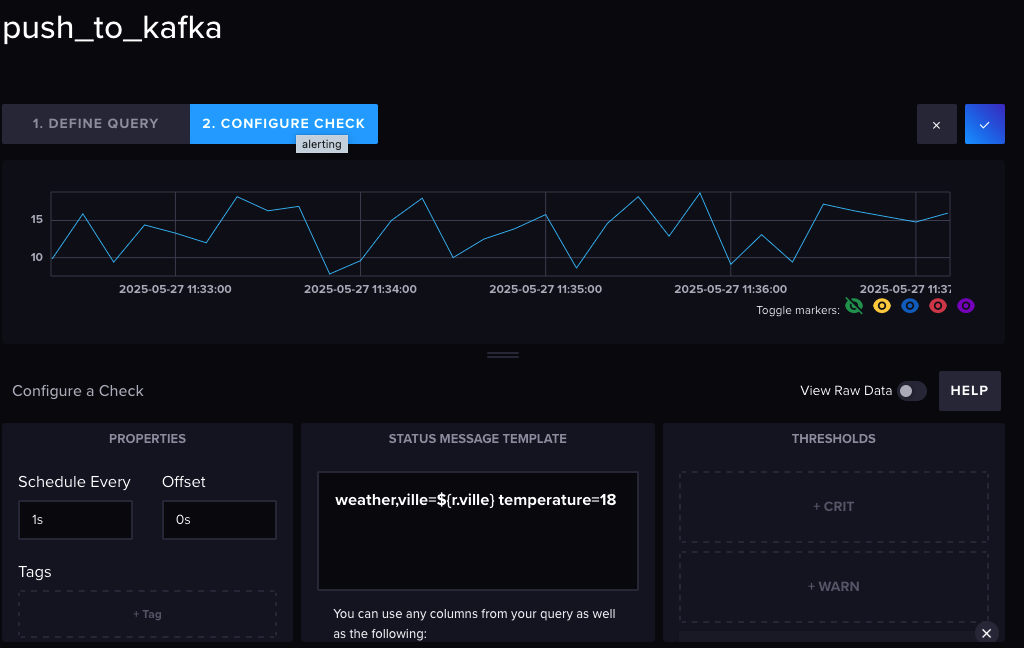 push_to_kafka
1. DEFINE QUERY
2. CONFIGURE CHECK
alerting
15
10
2025-05-27 11:33:00
2025-05-27 11:34:00
2025-05-27 11:35:00
2025-05-27 11:36:00
2025-05-27 11:37
Toggle markers:
Configure a Check
View Raw Data
HELP
PROPERTIES
Schedule Every
Offset
1s
0s
Tags
+ Tag
STATUS MESSAGE TEMPLATE
weather,ville=${r.ville} temperature=18
You can use any columns from your query as well
as the following:
THRESHOLDS
+ CRIT
+ WARN